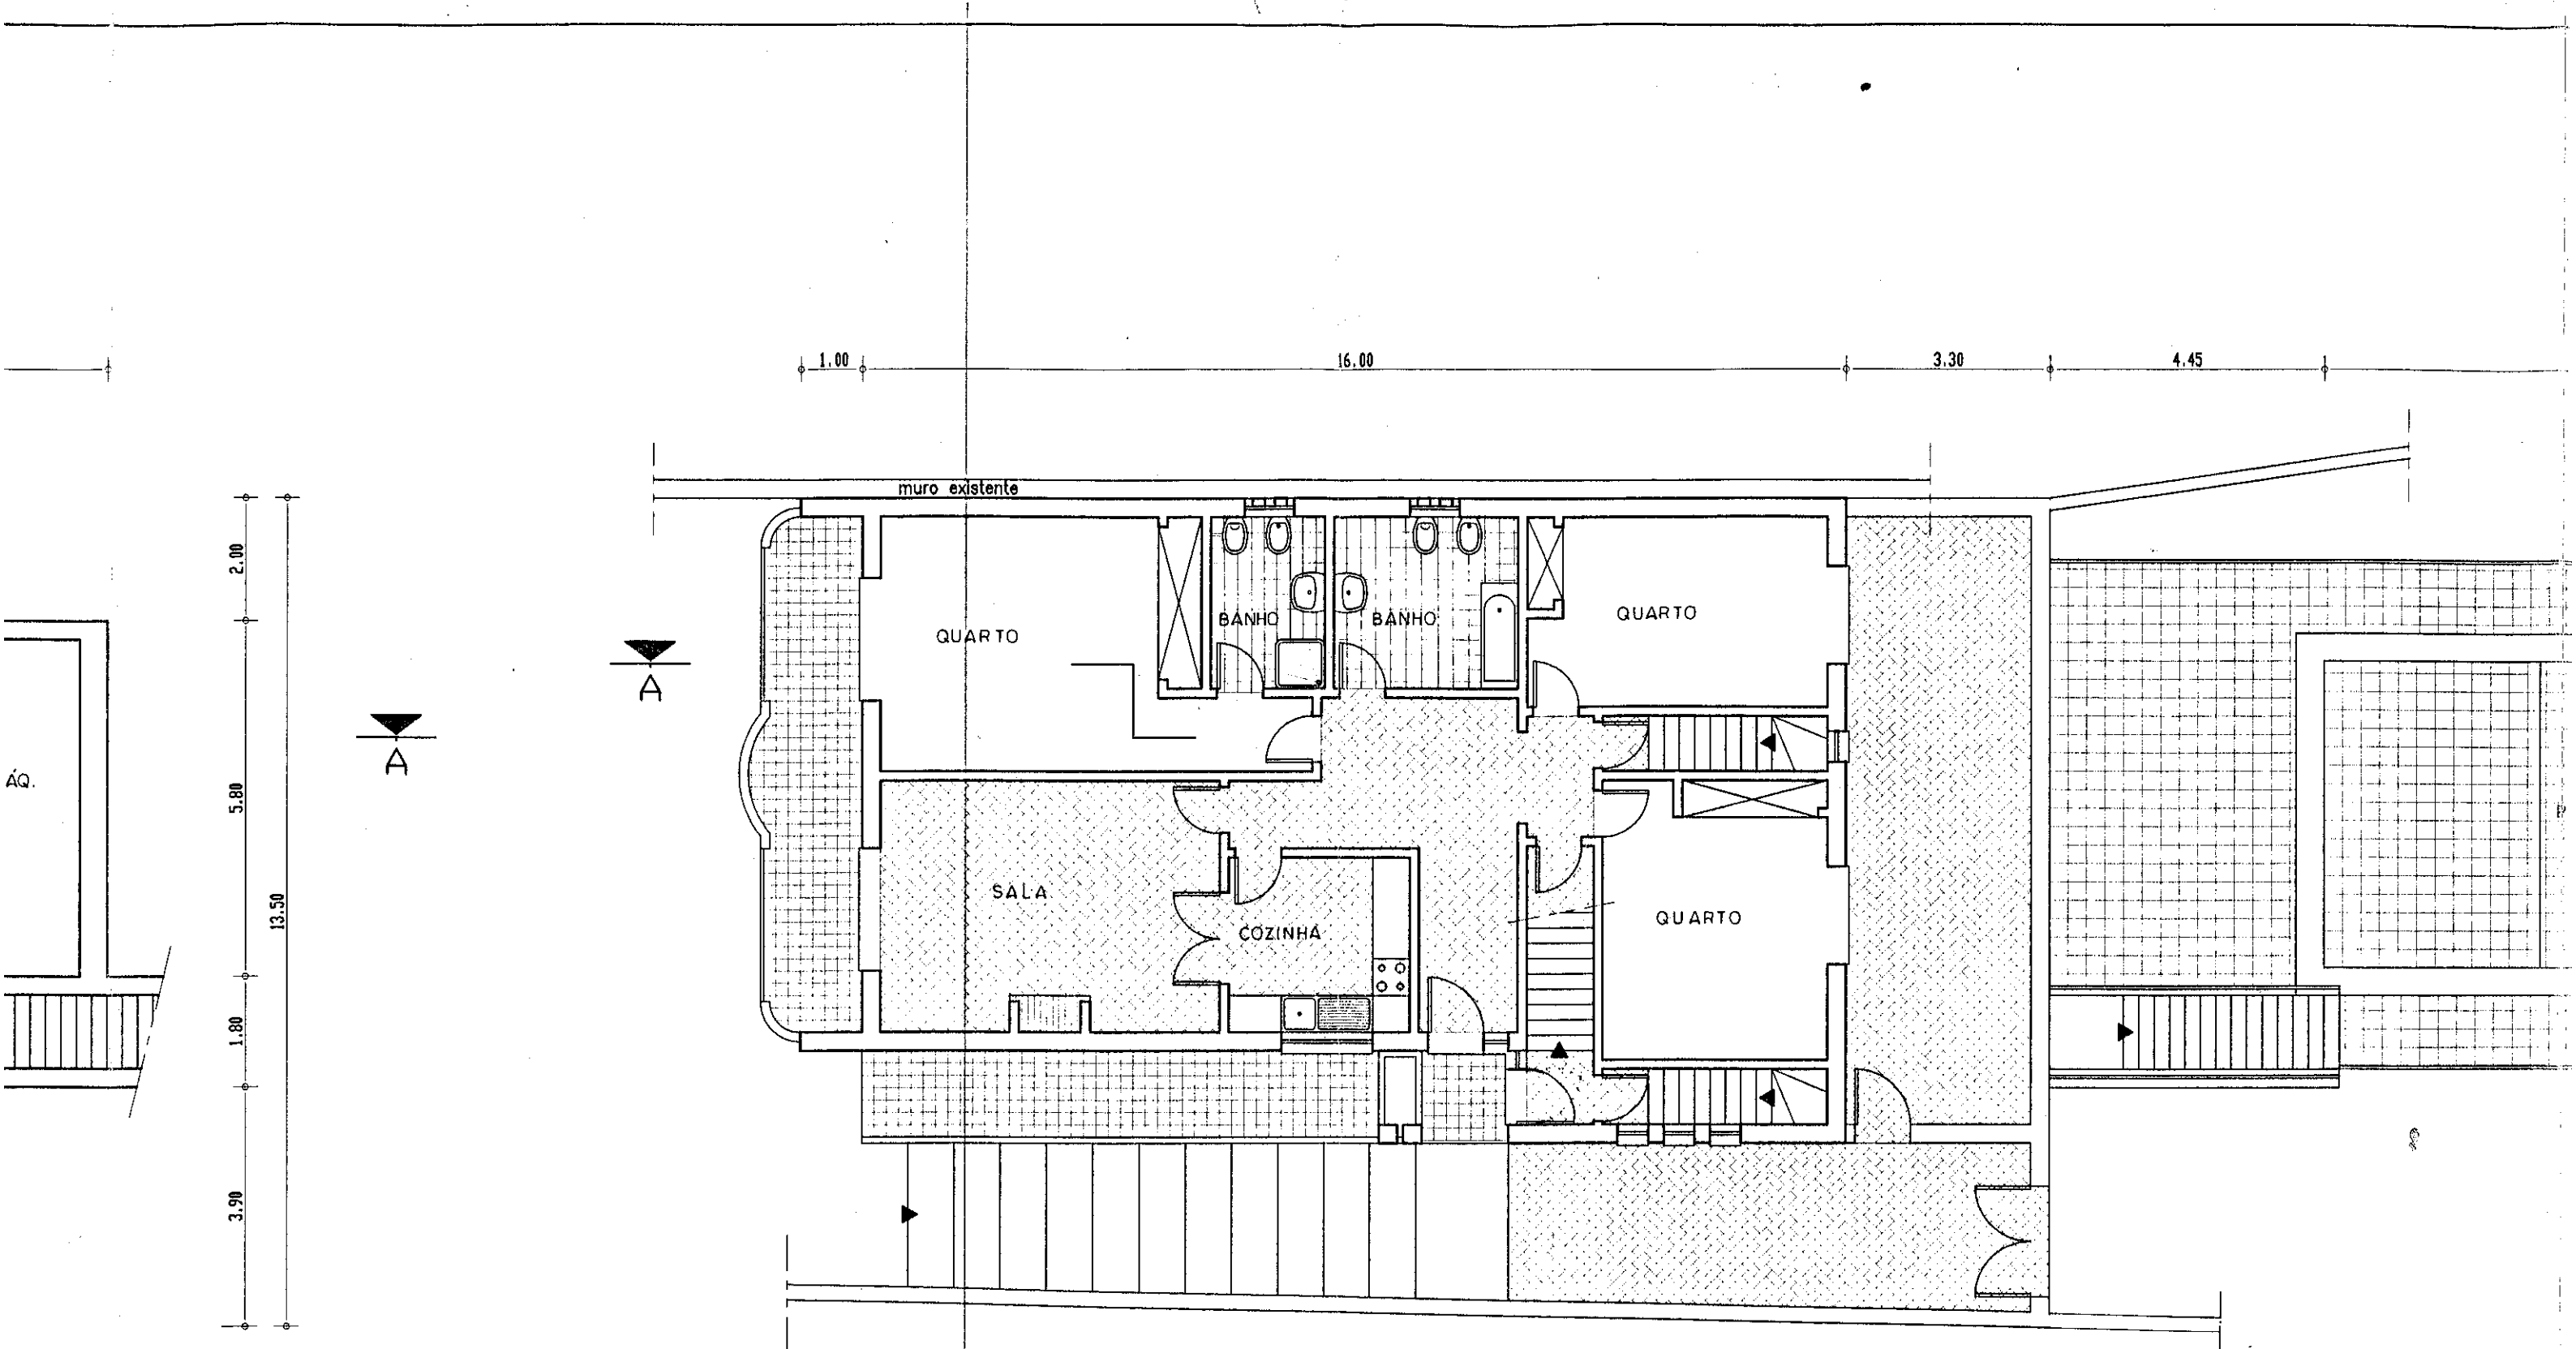 1.00
16.00
3.30
4.45
muro existente
2.00
5.80
1.80
3.90
13.50
A
A
ÁQ.
QUARTO
BANHO
BANHO
QUARTO
SALA
COZINHA
QUARTO